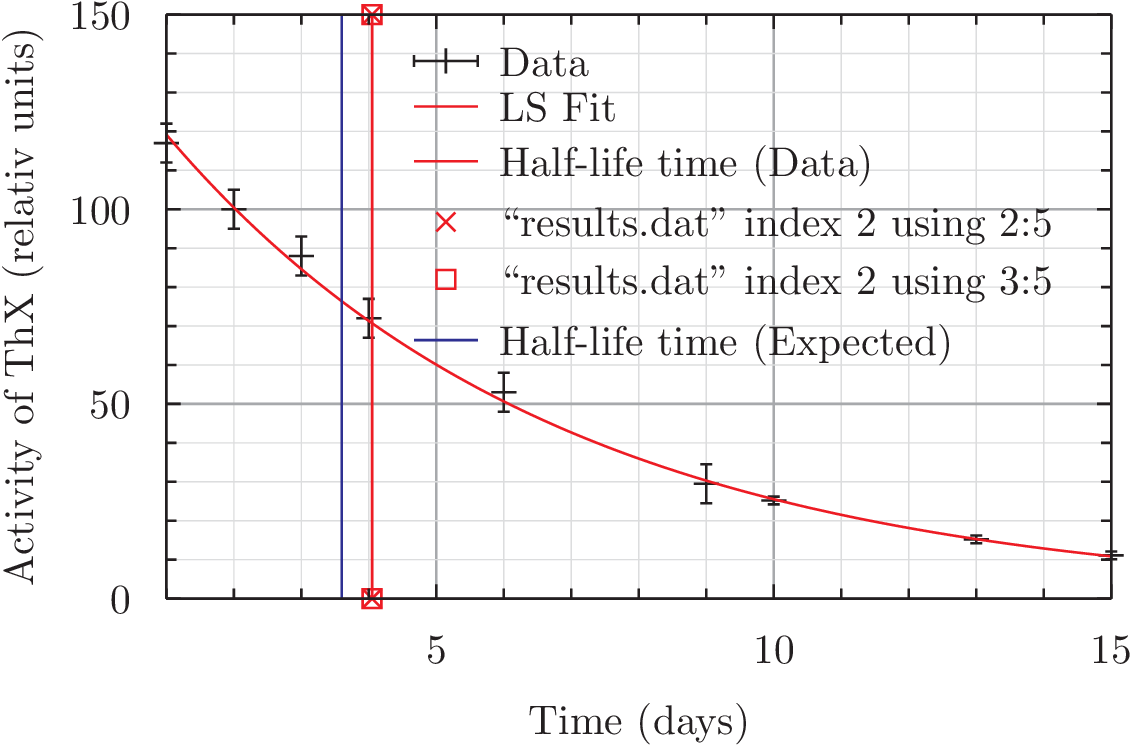 150
100
50
0
Activity of ThX (relativ units)
Data
LS Fit
Half-life time (Data)
“results.dat” index 2 using 2:5
“results.dat” index 2 using 3:5
Half-life time (Expected)
5 10 15
Time (days)